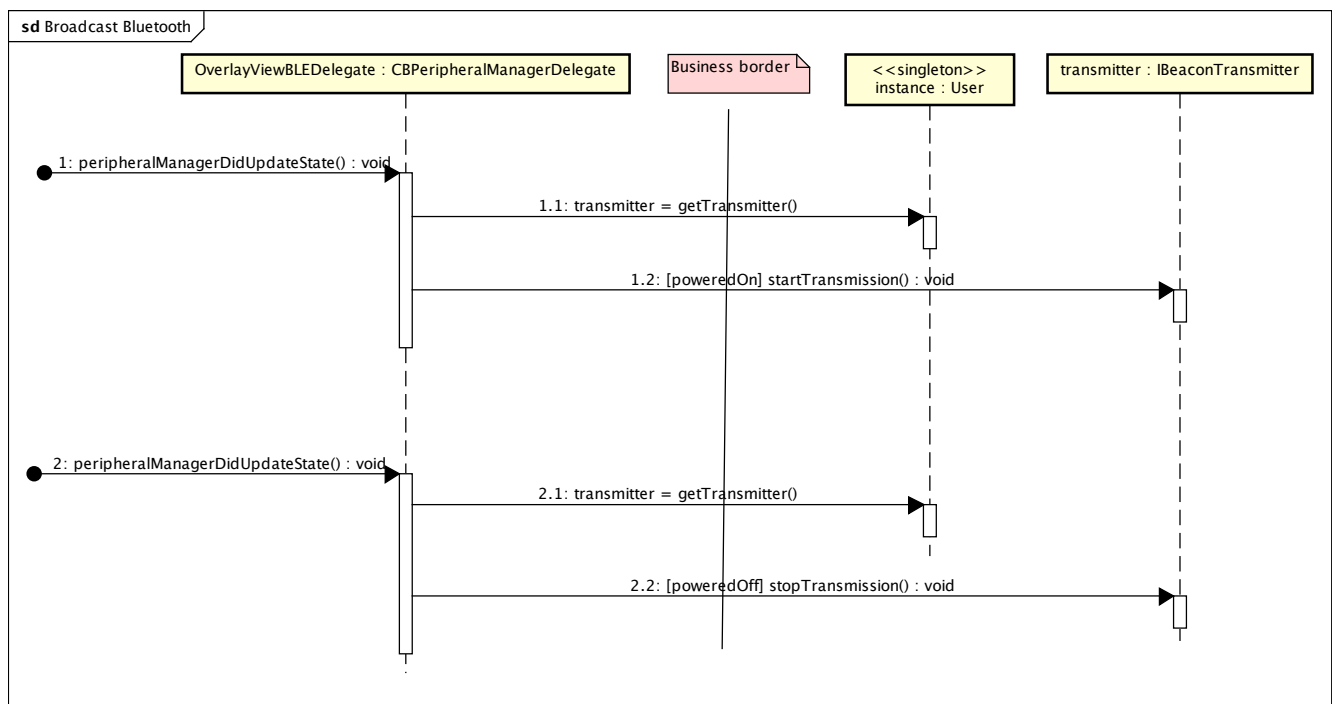 sd Broadcast Bluetooth
OverlayViewBLEDelegate : CBPeripheralManagerDelegate
Business border
<<singleton>>
instance : User
transmitter : IBeaconTransmitter
1: peripheralManagerDidUpdateState() : void
1.1: transmitter = getTransmitter()
1.2: [poweredOn] startTransmission() : void
2: peripheralManagerDidUpdateState() : void
2.1: transmitter = getTransmitter()
2.2: [poweredOff] stopTransmission() : void